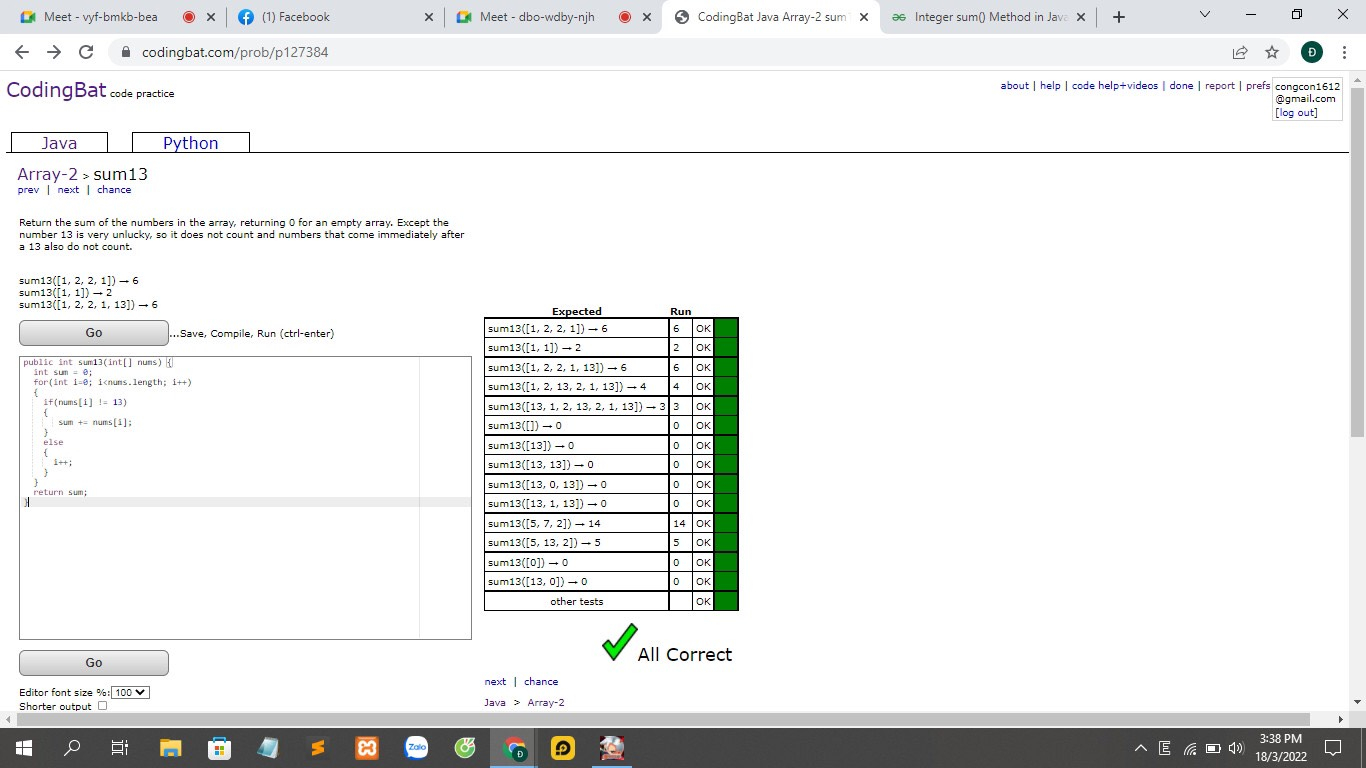 Meet - vyf-bmkb-bea
(1) Facebook
Meet - dbo-wdby-njh
CodingBat Java Array-2 sum
Integer sum() Method in Java
codingbat.com/prob/p127384
Đ
CodingBat code practice
about | help | code help+videos | done | report | prefs
congcon1612
@gmail.com
[log out]
Java
Python
Array-2 > sum13
prev | next | chance
Return the sum of the numbers in the array, returning 0 for an empty array. Except the
number 13 is very unlucky, so it does not count and numbers that come immediately after
a 13 also do not count.
sum13([1, 2, 2, 1]) → 6
sum13([1, 1]) → 2
sum13([1, 2, 2, 1, 13]) → 6
Go
...Save, Compile, Run (ctrl-enter)
public int sum13(int[] nums) {
int sum = 0;
for(int i=0; i<nums.length; i++)
{
if(nums[i] != 13)
{
sum += nums[i];
}
else
{
i++;
}
}
return sum;
}
Go
Editor font size %: 100
Shorter output
Expected Run
sum13([1, 2, 2, 1]) → 6 6 OK
sum13([1, 1]) → 2 2 OK
sum13([1, 2, 2, 1, 13]) → 6 6 OK
sum13([1, 2, 13, 2, 1, 13]) → 4 4 OK
sum13([13, 1, 2, 13, 2, 1, 13]) → 3 3 OK
sum13([]) → 0 0 OK
sum13([13]) → 0 0 OK
sum13([13, 13]) → 0 0 OK
sum13([13, 0, 13]) → 0 0 OK
sum13([13, 1, 13]) → 0 0 OK
sum13([5, 7, 2]) → 14 14 OK
sum13([5, 13, 2]) → 5 5 OK
sum13([0]) → 0 0 OK
sum13([13, 0]) → 0 0 OK
other tests OK
All Correct
next | chance
Java > Array-2
Zalo
Đ
E
3:38 PM
18/3/2022